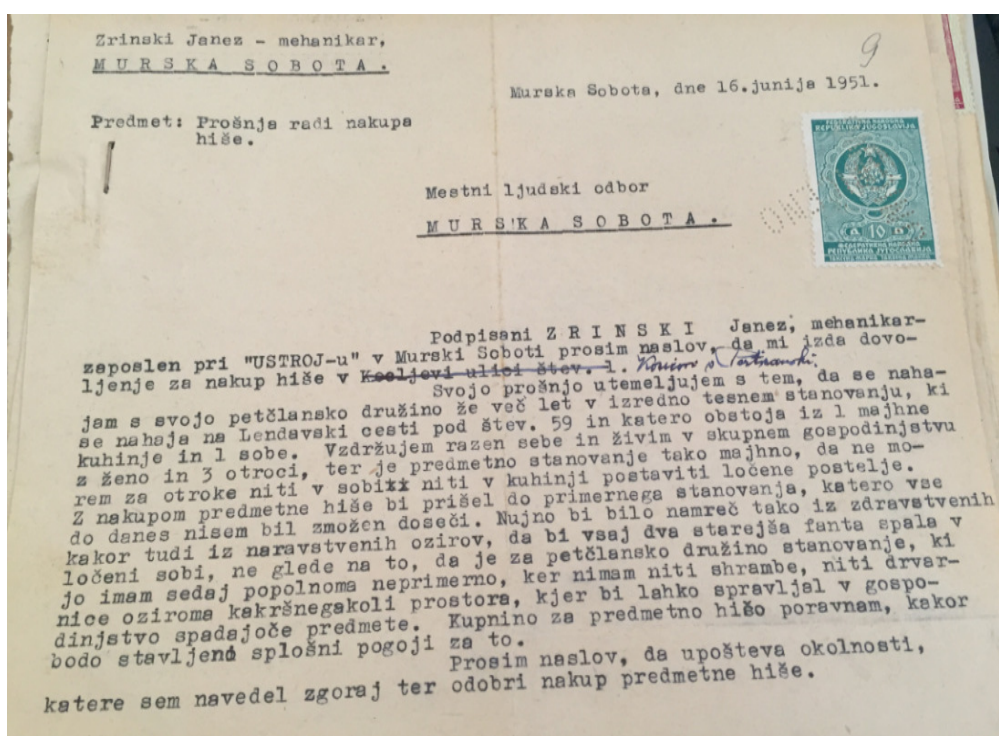 Zrinski Janez - mehanikar,
MURSKA SOBOTA.
9
Murska Sobota, dne 16.junija 1951.
Predmet: Prošnja radi nakupa
hiše.
Mestni ljudski odbor
MURSKA SOBOTA.
REPUBLIKA JUGOSLAVIJA
10
Podpisani ZRINSKI Janez, mehanikar-
zaposlen pri "USTROJ-u" v Murski Soboti prosim naslov, da mi izda dovo-
ljenje za nakup hiše v Kocljevi ulici štev. 1.
Svojo prošnjo utemeljujem s tem, da se naha-
jam s svojo petčlansko družino že več let v izredno tesnem stanovanju, ki
se nahaja na Lendavski cesti pod štev. 59 in katero obstoja iz 1 majhne
kuhinje in 1 sobe. Vzdržujem razen sebe in živim v skupnem gospodinjstvu
z ženo in 3 otroci, ter je predmetno stanovanje tako majhno, da ne mo-
rem za otroke niti v sobi niti v kuhinji postaviti ločene postelje.
Z nakupom predmetne hiše bi prišel do primernega stanovanja, katero vse
do danes nisem bil zmožen doseči. Nujno bi bilo namreč tako iz zdravstvenih
kakor tudi iz naravstvenih ozirov, da bi vsaj dva starejša fanta spala v
ločeni sobi, ne glede na to, da je za petčlansko družino stanovanje, ki
jo imam sedaj popolnoma neprimerno, ker nimam niti shrambe, niti drvar-
nice oziroma kakršnegakoli prostora, kjer bi lahko spravljal v gospo-
dinjstvo spadajoče predmete. Kupnino za predmetno hišo poravnam, kakor
bodo stavljeni splošni pogoji za to.
Prosim naslov, da upošteva okolnosti,
katere sem navedel zgoraj ter odobri nakup predmetne hiše.